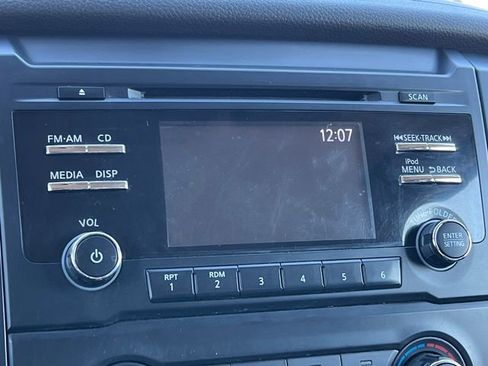 SCAN
12:07
FM·AM CD
SEEK·TRACK
iPod
MEDIA DISP
MENU BACK
VOL
FOLDER
ENTER
SETTING
RPT RDM
1 2 3 4 5 6